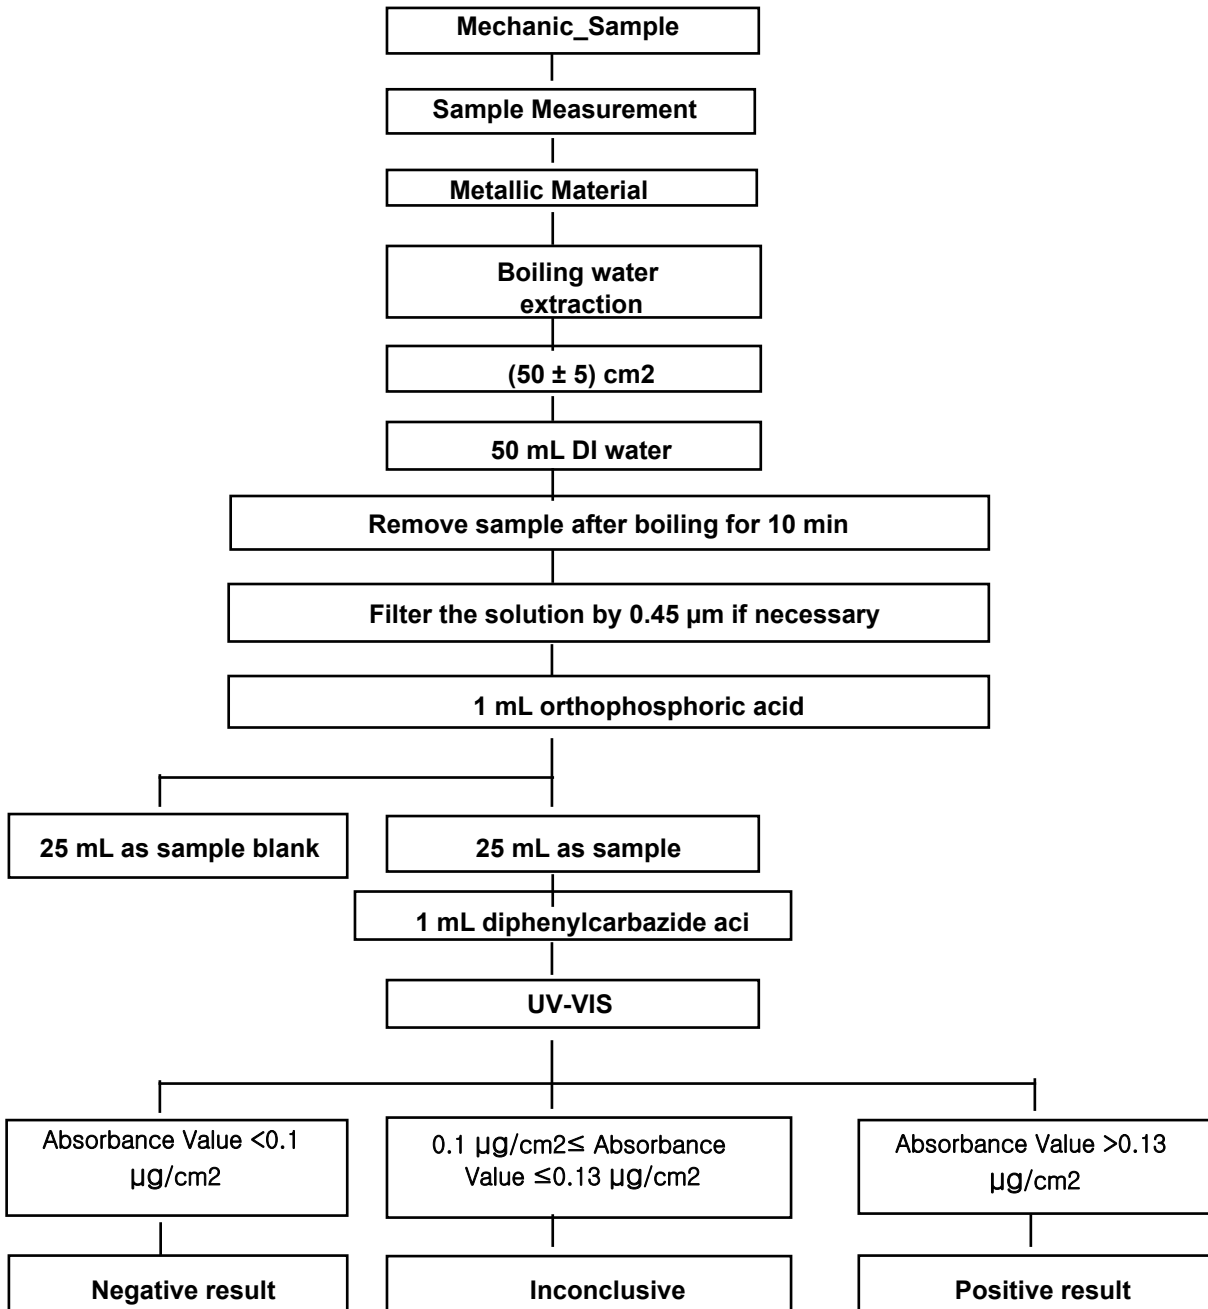 Mechanic_Sample
Sample Measurement
Metallic Material
Boiling water
extraction
(50 ± 5) cm2
50 mL DI water
Remove sample after boiling for 10 min
Filter the solution by 0.45 µm if necessary
1 mL orthophosphoric acid
25 mL as sample blank
25 mL as sample
1 mL diphenylcarbazide aci
UV-VIS
Absorbance Value <0.1
µg/cm2
0.1 µg/cm2≤ Absorbance
Value ≤0.13 µg/cm2
Absorbance Value >0.13
µg/cm2
Negative result
Inconclusive
Positive result